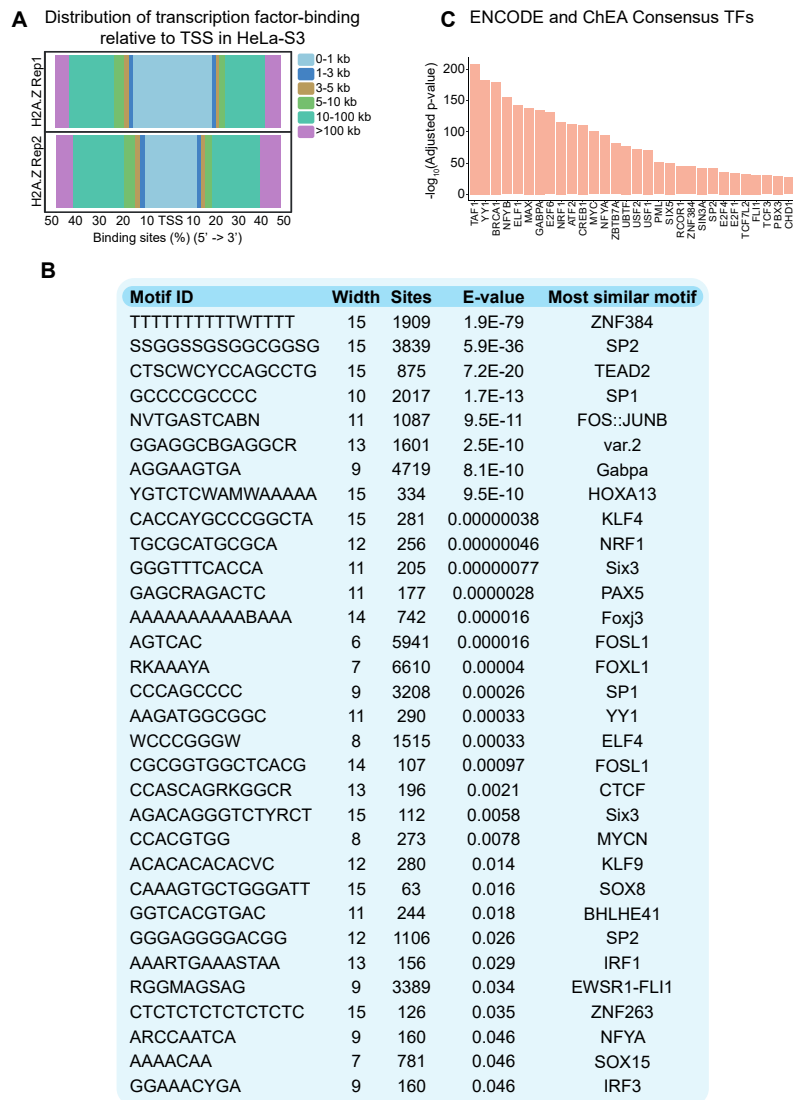 A Distribution of transcription factor-binding
relative to TSS in HeLa-S3
H2A.Z Rep1
H2A.Z Rep2
0-1 kb
1-3 kb
3-5 kb
5-10 kb
10-100 kb
>100 kb
50 40 30 20 10 TSS 10 20 30 40 50
Binding sites (%) (5' -> 3')
C ENCODE and ChEA Consensus TFs
-log10(Adjusted p-value)
200
150
100
50
0
TAF1 YY1 BRCA1 NFYB ELF1 MAX GABPA E2F6 NRF1 ATF2 CREB1 MYC NFYA ZBTB7A UBTF USF2 USF1 PML SIX5 RCOR1 ZNF384 SIN3A SP2 E2F4 E2F1 TCF7L2 FLI1 TCF3 PBX3 CHD1
B
Motif ID Width Sites E-value Most similar motif
TTTTTTTTTTWTTTT 15 1909 1.9E-79 ZNF384
SSGGSSGSGGCGGSG 15 3839 5.9E-36 SP2
CTSCWCYCCAGCCTG 15 875 7.2E-20 TEAD2
GCCCCGCCCC 10 2017 1.7E-13 SP1
NVTGASTCABN 11 1087 9.5E-11 FOS::JUNB
GGAGGCBGAGGCR 13 1601 2.5E-10 var.2
AGGAAGTGA 9 4719 8.1E-10 Gabpa
YGTCTCWAMWAAAAA 15 334 9.5E-10 HOXA13
CACCAYGCCCGGCTA 15 281 0.00000038 KLF4
TGCGCATGCGCA 12 256 0.00000046 NRF1
GGGTTTCACCA 11 205 0.00000077 Six3
GAGCRAGACTC 11 177 0.0000028 PAX5
AAAAAAAAAABAAA 14 742 0.000016 Foxj3
AGTCAC 6 5941 0.000016 FOSL1
RKAAAYA 7 6610 0.00004 FOXL1
CCCAGCCCC 9 3208 0.00026 SP1
AAGATGGCGGC 11 290 0.00033 YY1
WCCCGGGW 8 1515 0.00033 ELF4
CGCGGTGGCTCACG 14 107 0.00097 FOSL1
CCASCAGRKGGCR 13 196 0.0021 CTCF
AGACAGGGTCTYRCT 15 112 0.0058 Six3
CCACGTGG 8 273 0.0078 MYCN
ACACACACACVC 12 280 0.014 KLF9
CAAAGTGCTGGGATT 15 63 0.016 SOX8
GGTCACGTGAC 11 244 0.018 BHLHE41
GGGAGGGGACGG 12 1106 0.026 SP2
AAARTGAAASTAA 13 156 0.029 IRF1
RGGMAGSAG 9 3389 0.034 EWSR1-FLI1
CTCTCTCTCTCTCTC 15 126 0.035 ZNF263
ARCCAATCA 9 160 0.046 NFYA
AAAACAA 7 781 0.046 SOX15
GGAAACYGA 9 160 0.046 IRF3